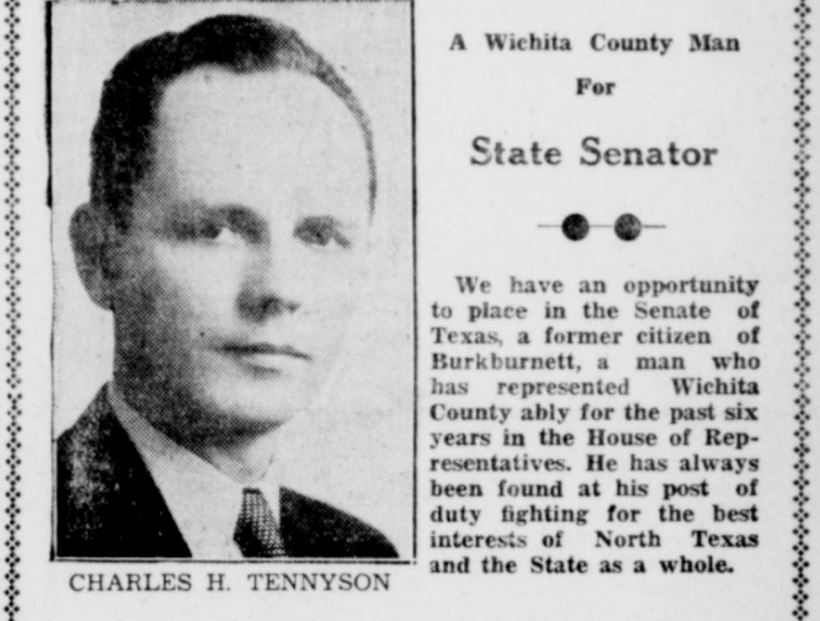 A Wichita County Man
For
State Senator
We have an opportunity
to place in the Senate of
Texas, a former citizen of
Burkburnett, a man who
has represented Wichita
County ably for the past six
years in the House of Rep-
resentatives. He has always
been found at his post of
duty fighting for the best
interests of North Texas
and the State as a whole.
CHARLES H. TENNYSON